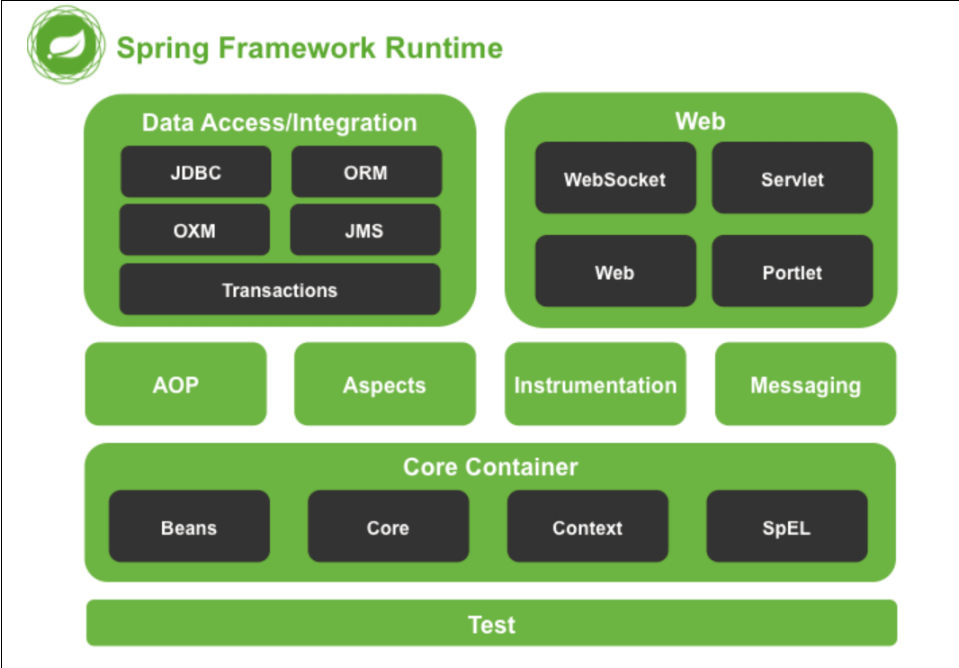 Spring Framework Runtime
Data Access/Integration
JDBC
ORM
OXM
JMS
Transactions
Web
WebSocket
Servlet
Web
Portlet
AOP
Aspects
Instrumentation
Messaging
Core Container
Beans
Core
Context
SpEL
Test